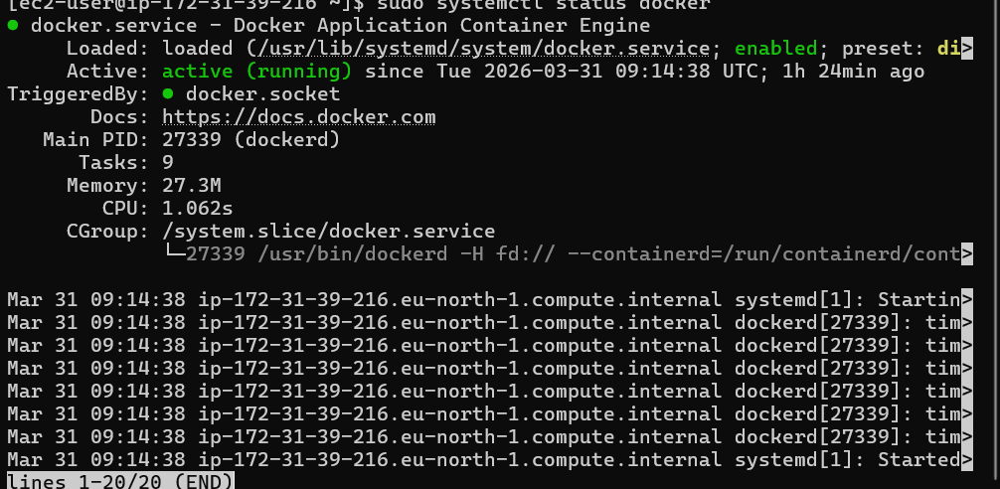 [ec2-user@ip-172-31-39-216 ~]$ sudo systemctl status docker
● docker.service - Docker Application Container Engine
     Loaded: loaded (/usr/lib/systemd/system/docker.service; enabled; preset: di>
     Active: active (running) since Tue 2026-03-31 09:14:38 UTC; 1h 24min ago
TriggeredBy: ● docker.socket
       Docs: https://docs.docker.com
   Main PID: 27339 (dockerd)
      Tasks: 9
     Memory: 27.3M
        CPU: 1.062s
     CGroup: /system.slice/docker.service
             └─27339 /usr/bin/dockerd -H fd:// --containerd=/run/containerd/cont>
Mar 31 09:14:38 ip-172-31-39-216.eu-north-1.compute.internal systemd[1]: Startin>
Mar 31 09:14:38 ip-172-31-39-216.eu-north-1.compute.internal dockerd[27339]: tim>
Mar 31 09:14:38 ip-172-31-39-216.eu-north-1.compute.internal dockerd[27339]: tim>
Mar 31 09:14:38 ip-172-31-39-216.eu-north-1.compute.internal dockerd[27339]: tim>
Mar 31 09:14:38 ip-172-31-39-216.eu-north-1.compute.internal dockerd[27339]: tim>
Mar 31 09:14:38 ip-172-31-39-216.eu-north-1.compute.internal dockerd[27339]: tim>
Mar 31 09:14:38 ip-172-31-39-216.eu-north-1.compute.internal dockerd[27339]: tim>
Mar 31 09:14:38 ip-172-31-39-216.eu-north-1.compute.internal systemd[1]: Started>
lines 1-20/20 (END)